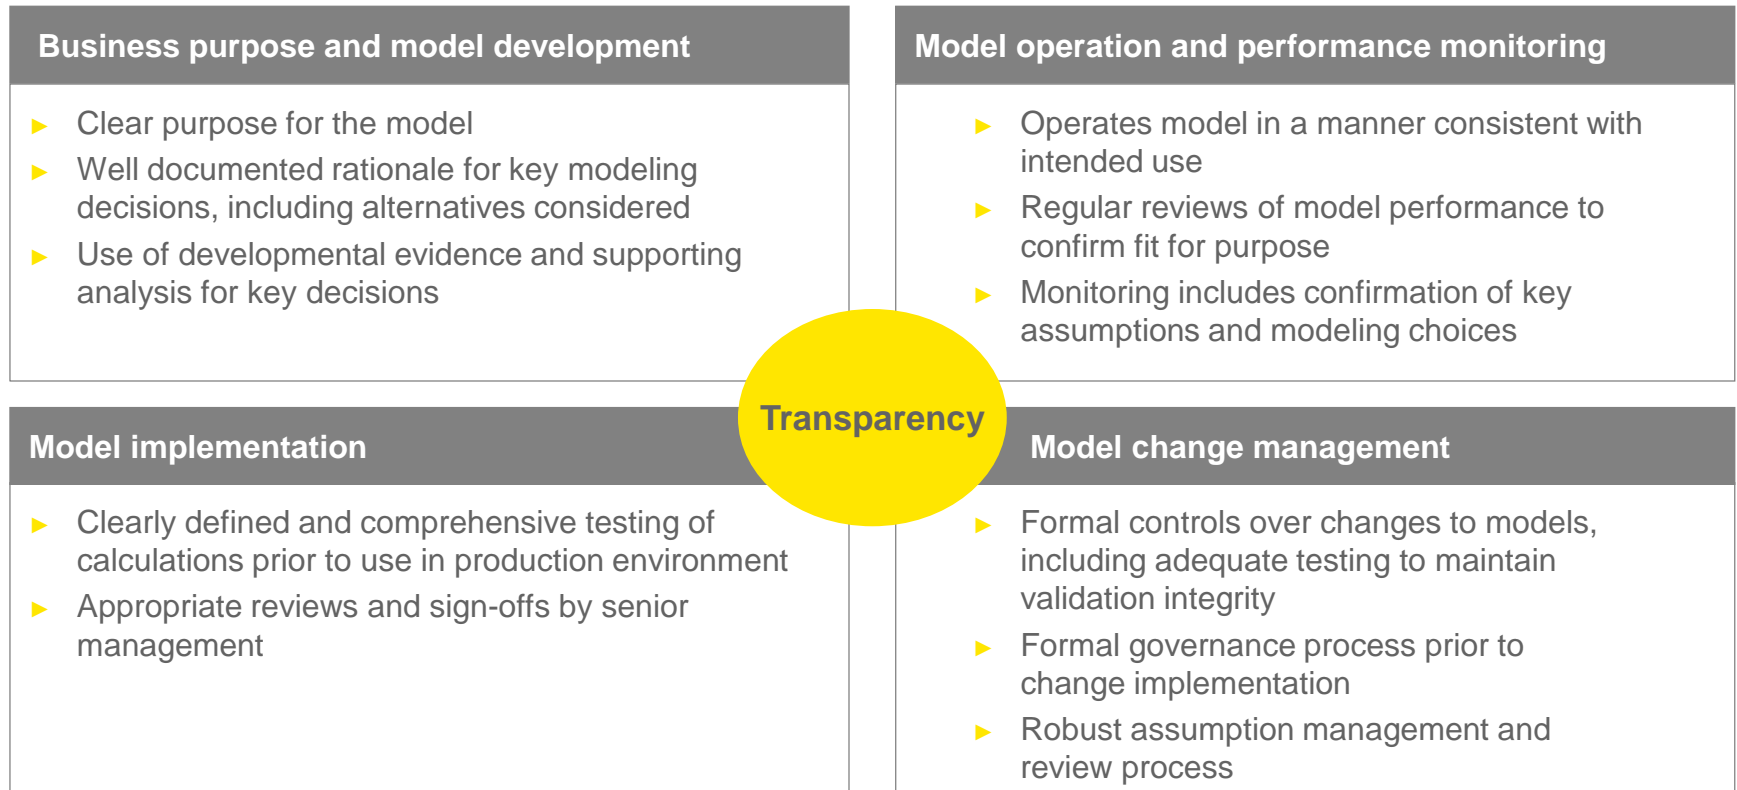 Business purpose and model development
► Clear purpose for the model
► Well documented rationale for key modeling
decisions, including alternatives considered
► Use of developmental evidence and supporting
analysis for key decisions
Model operation and performance monitoring
► Operates model in a manner consistent with
intended use
► Regular reviews of model performance to
confirm fit for purpose
► Monitoring includes confirmation of key
assumptions and modeling choices
Transparency
Model implementation
► Clearly defined and comprehensive testing of
calculations prior to use in production environment
► Appropriate reviews and sign-offs by senior
management
Model change management
► Formal controls over changes to models,
including adequate testing to maintain
validation integrity
► Formal governance process prior to
change implementation
► Robust assumption management and
review process